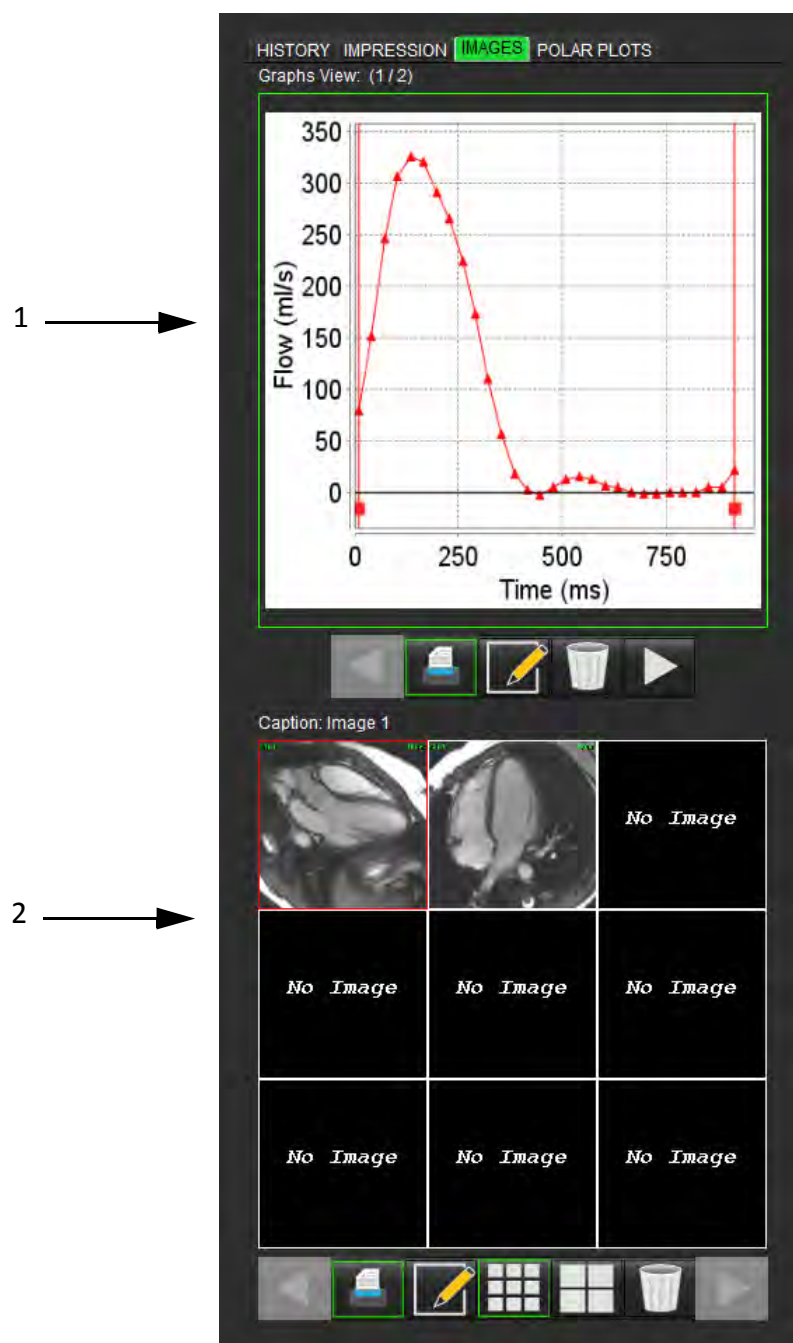 HISTORY IMPRESSION IMAGES POLAR PLOTS
Graphs View: (1 / 2)
350
300
250
200
150
100
50
0
Flow (ml/s)
0 250 500 750
Time (ms)
1
Caption: Image 1
No Image
2
No Image No Image No Image
No Image No Image No Image